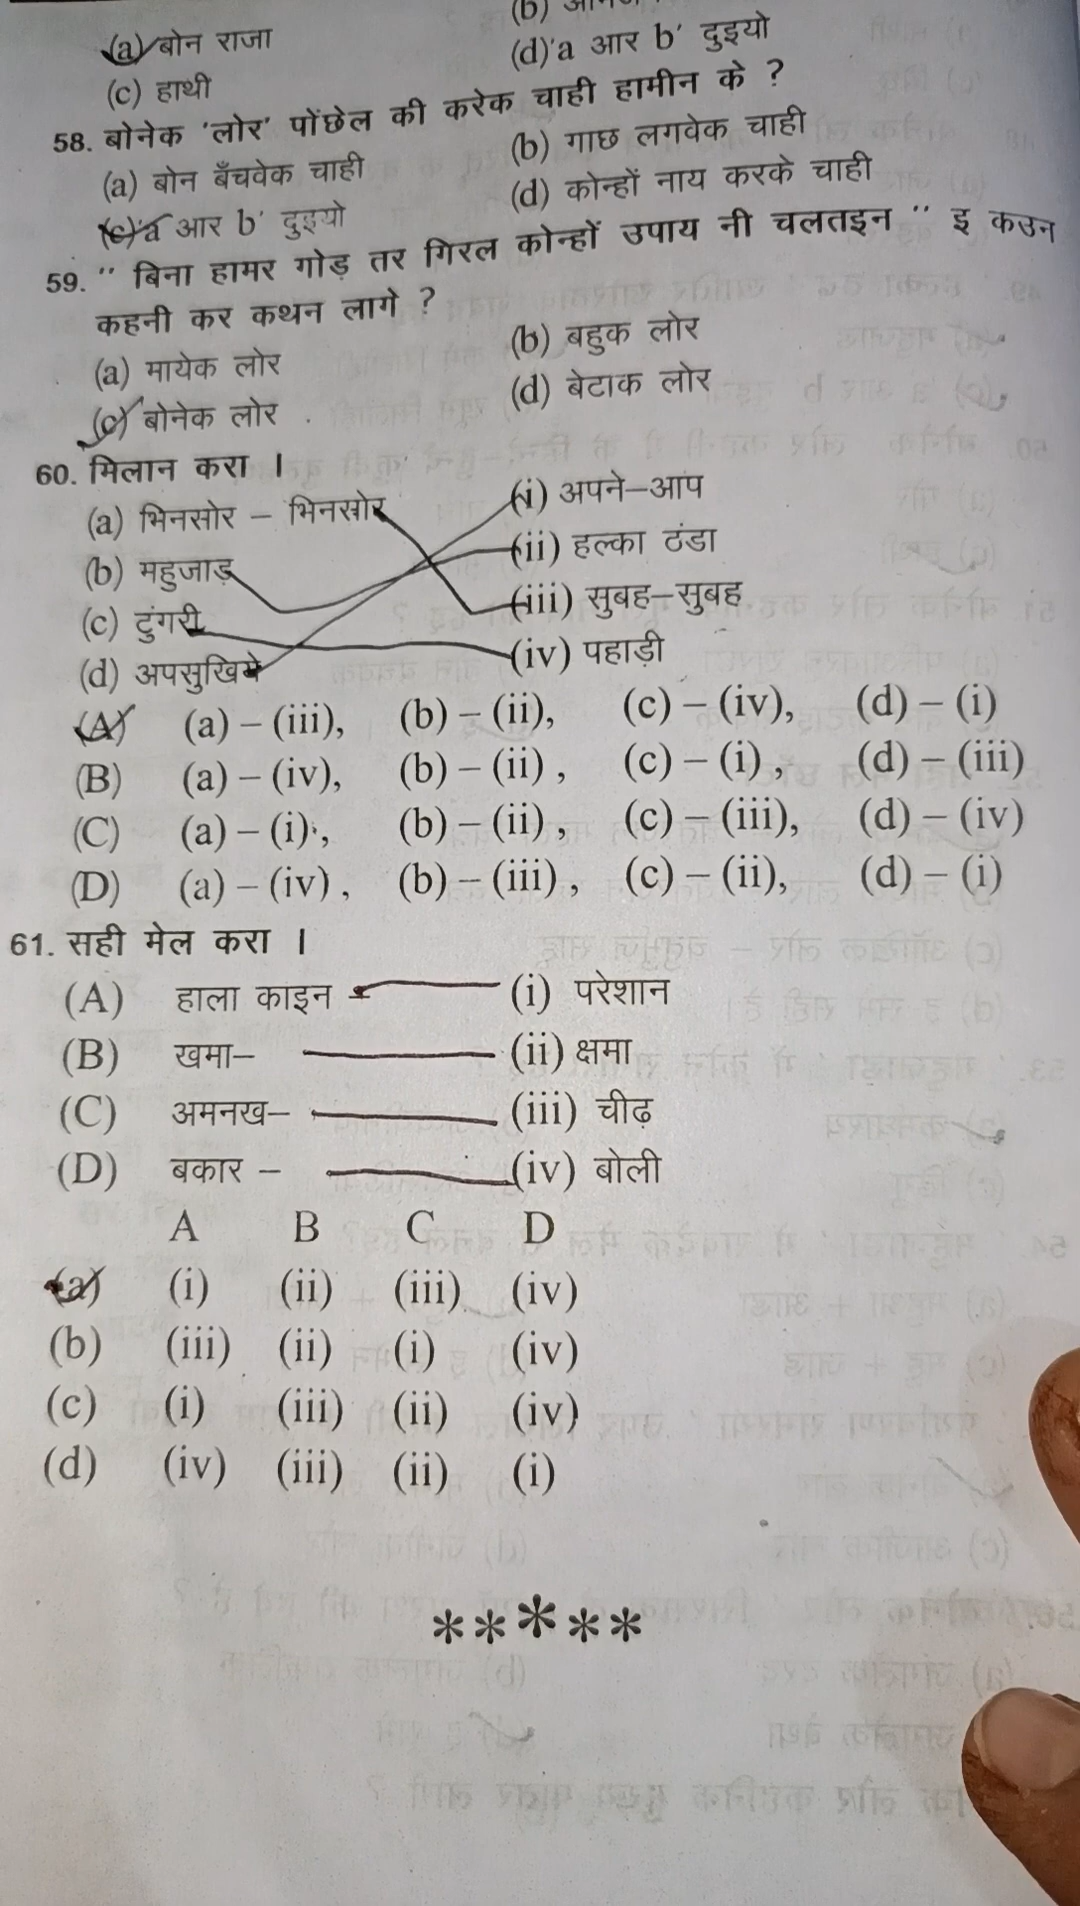 (b)
(a) बोन राजा
(d) 'a आर b' दुइयो
(c) हाथी
58. बोनेक 'लोर' पोंछेल की करेक चाही हामीन के ?
(a) बोन बँचवेक चाही (b) गाछ लगवेक चाही
(c) 'a आर b' दुइयो (d) कोन्हों नाय करके चाही
59. '' बिना हामर गोड़ तर गिरल कोन्हों उपाय नी चलतइन '' इ कउन
कहनी कर कथन लागे ?
(a) मायेक लोर (b) बहुक लोर
(c) बोनेक लोर . (d) बेटाक लोर
60. मिलान करा ।
(a) भिनसोर – भिनसोर (i) अपने–आप
(b) महुजाड़ (ii) हल्का ठंडा
(c) टुंगरी (iii) सुबह–सुबह
(d) अपसुखिये (iv) पहाड़ी
(A) (a) – (iii), (b) – (ii), (c) – (iv), (d) – (i)
(B) (a) – (iv), (b) – (ii) , (c) – (i) , (d) – (iii)
(C) (a) – (i) , (b) – (ii) , (c) – (iii), (d) – (iv)
(D) (a) – (iv) , (b) – (iii) , (c) – (ii), (d) – (i)
61. सही मेल करा ।
(A) हाला काइन (i) परेशान
(B) खमा– (ii) क्षमा
(C) अमनख– (iii) चीढ़
(D) बकार – (iv) बोली
A B C D
(a) (i) (ii) (iii) (iv)
(b) (iii) (ii) (i) (iv)
(c) (i) (iii) (ii) (iv)
(d) (iv) (iii) (ii) (i)
*****